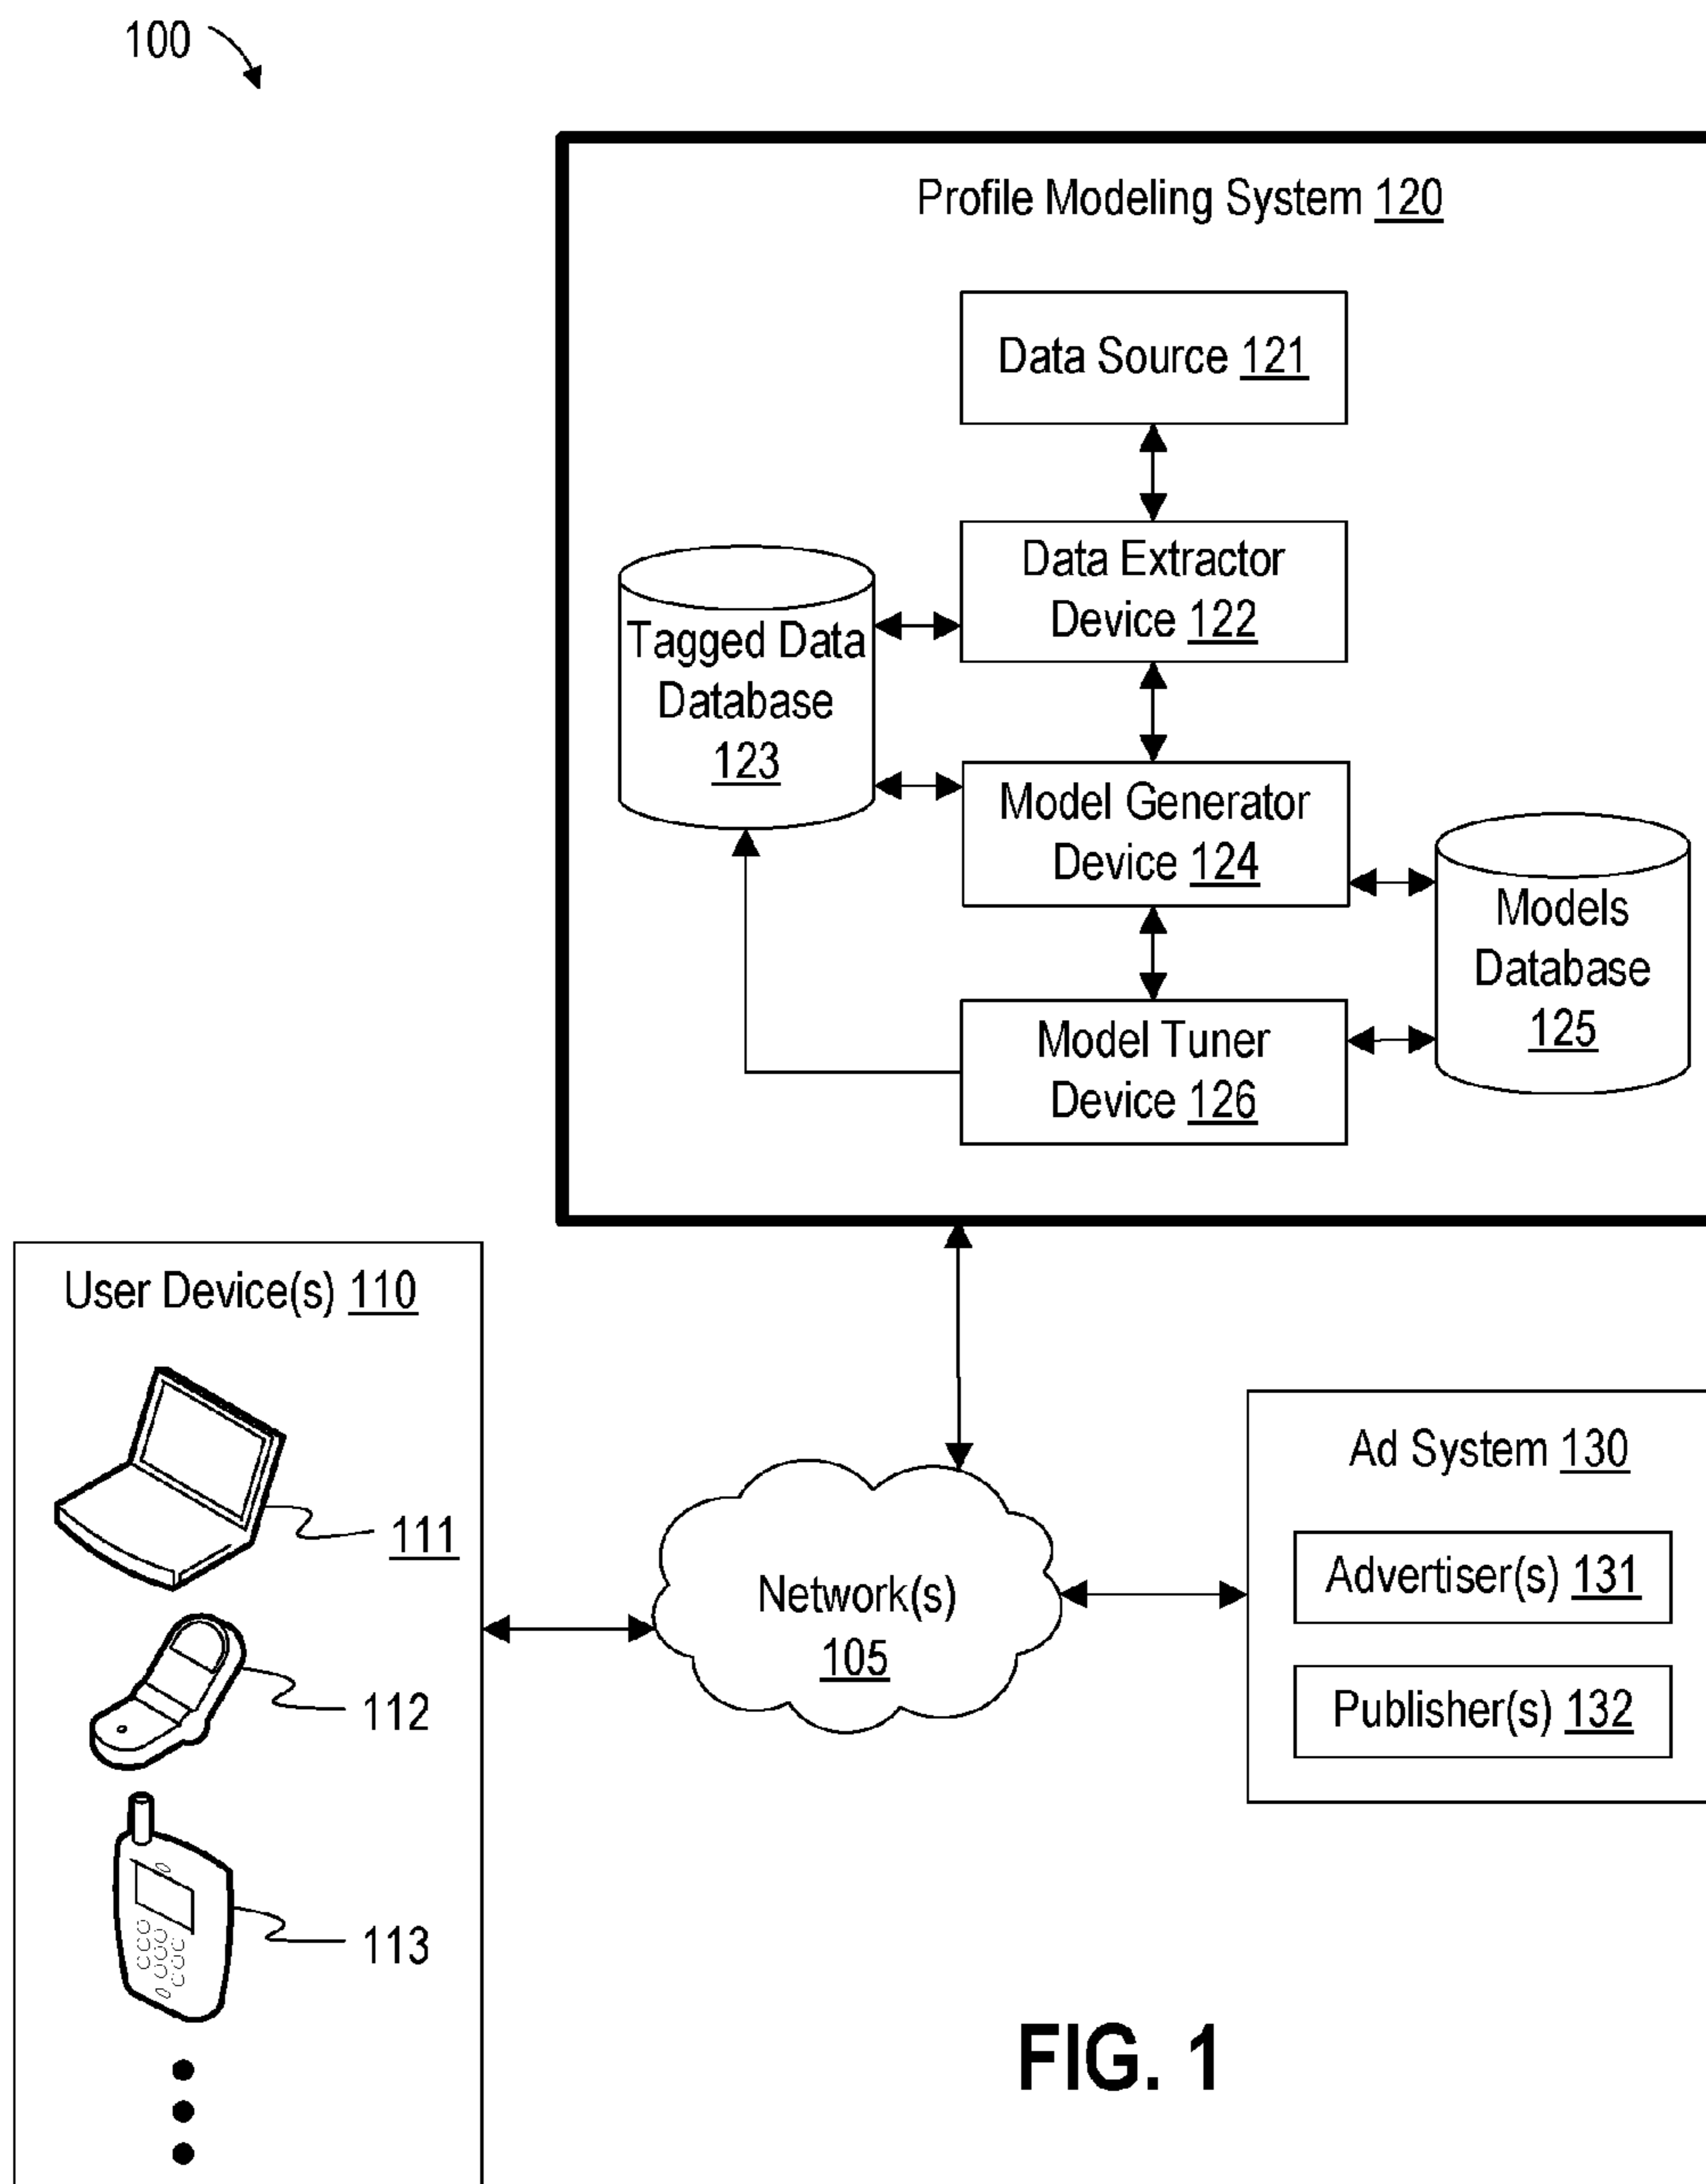 100
Profile Modeling System 120
Data Source 121
Data Extractor
Device 122
Tagged Data
Database
123
Model Generator
Device 124
Models
Database
125
Model Tuner
Device 126
User Device(s) 110
111
112
113
Network(s)
105
Ad System 130
Advertiser(s) 131
Publisher(s) 132
FIG. 1